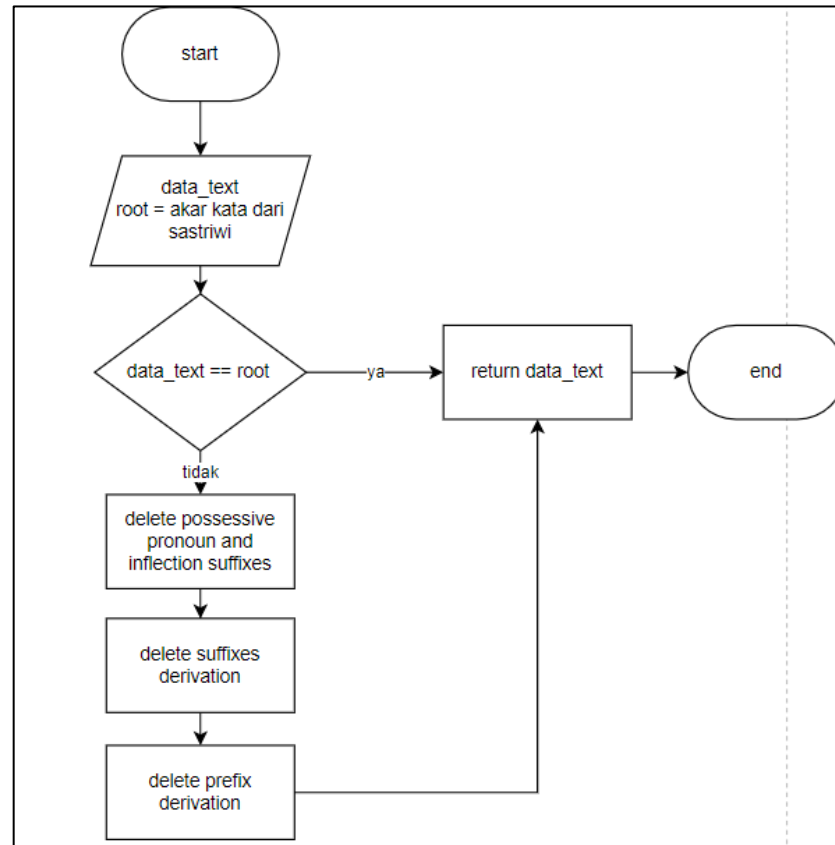 start
data_text
root = akar kata dari
sastriwi
data_text == root
ya
return data_text
end
tidak
delete possessive
pronoun and
inflection suffixes
delete suffixes
derivation
delete prefix
derivation